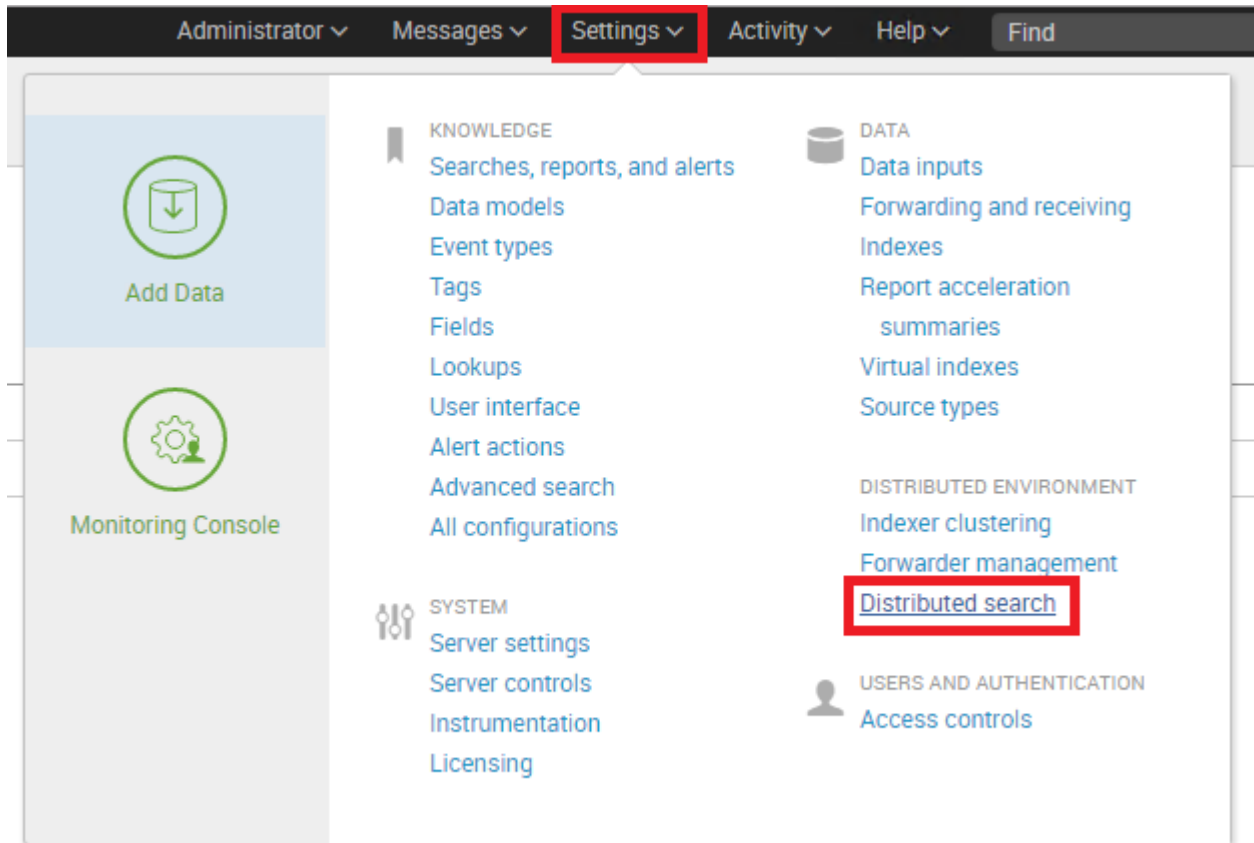 Administrator Messages Settings Activity Help Find
Add Data
Monitoring Console
KNOWLEDGE
Searches, reports, and alerts
Data models
Event types
Tags
Fields
Lookups
User interface
Alert actions
Advanced search
All configurations
SYSTEM
Server settings
Server controls
Instrumentation
Licensing
DATA
Data inputs
Forwarding and receiving
Indexes
Report acceleration
summaries
Virtual indexes
Source types
DISTRIBUTED ENVIRONMENT
Indexer clustering
Forwarder management
Distributed search
USERS AND AUTHENTICATION
Access controls